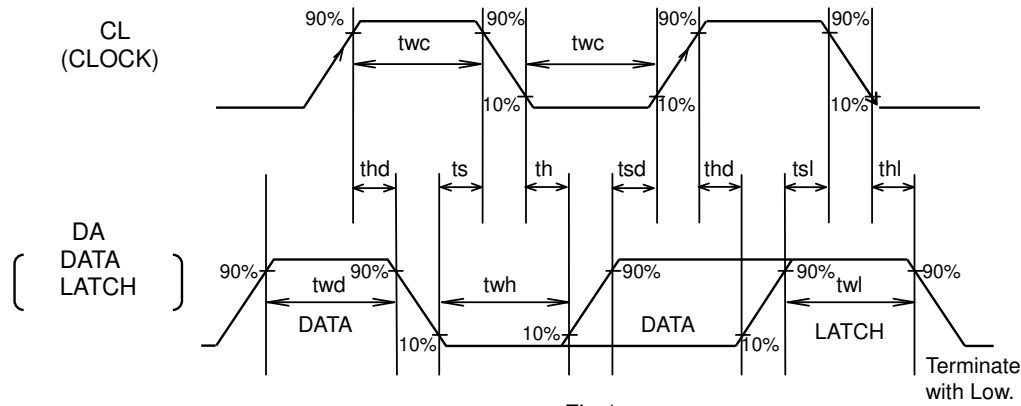 CL
(CLOCK)
90%
90%
90%
90%
twc
twc
10%
10%
10%
thd
ts
th
tsd
thd
tsl
thl
DA
DATA
LATCH
90%
90%
90%
90%
90%
twd
twh
twl
DATA
DATA
LATCH
10%
10%
10%
Terminate
with Low.